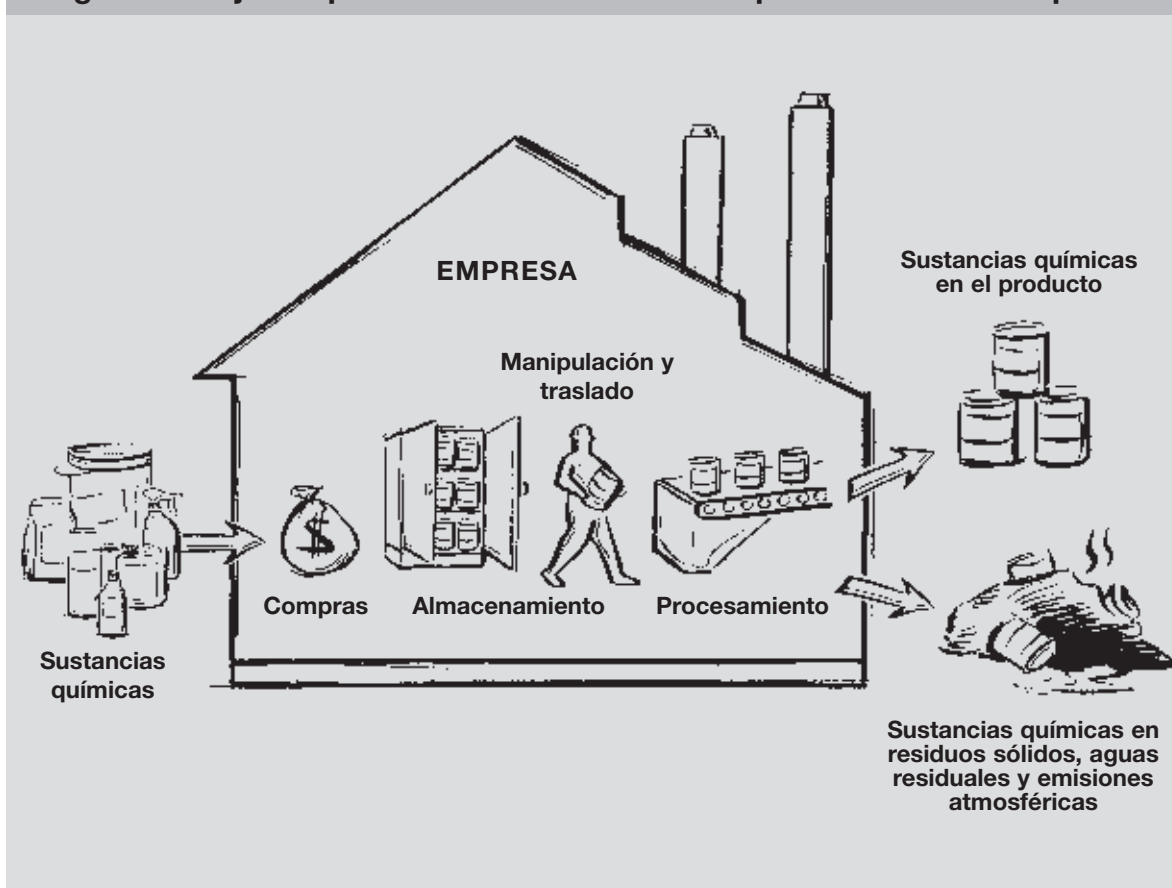 EMPRESA
Sustancias químicas
en el producto
Manipulación y
traslado
$
Compras
Almacenamiento
Procesamiento
Sustancias
químicas
Sustancias químicas en
residuos sólidos, aguas
residuales y emisiones
atmosféricas